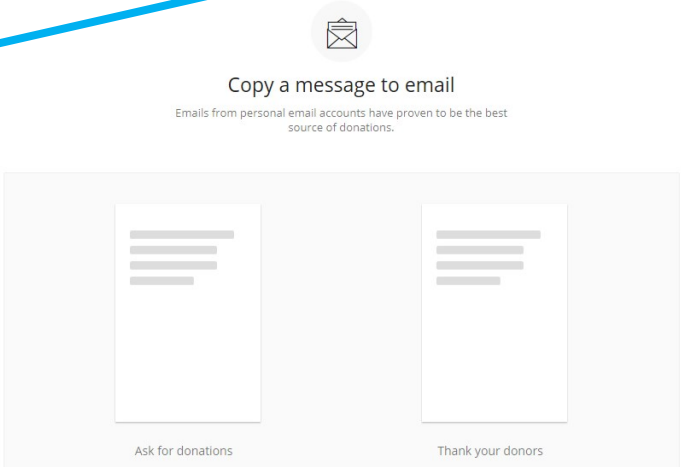 Copy a message to email
Emails from personal email accounts have proven to be the best
source of donations.
Ask for donations
Thank your donors